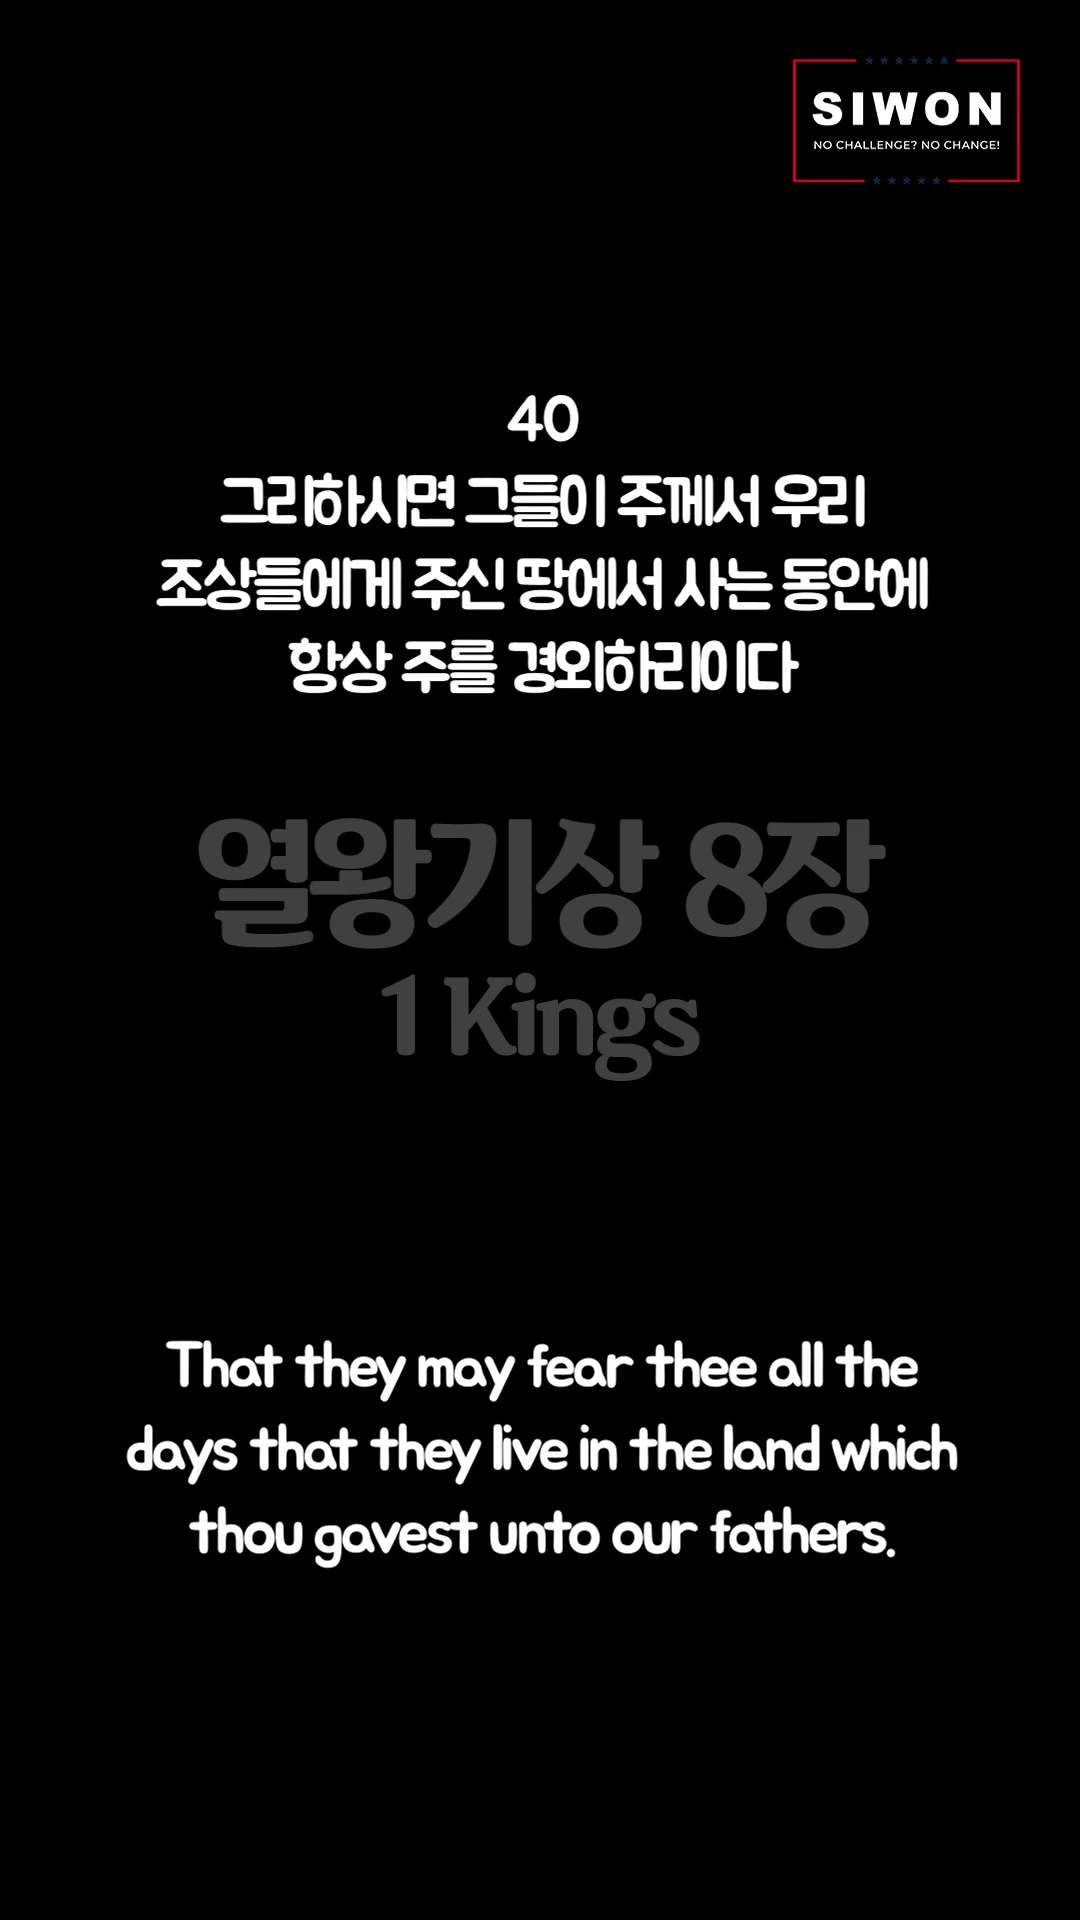 SIWON
NO CHALLENGE? NO CHANGE!
40
그리하시면 그들이 주께서 우리
조상들에게 주신 땅에서 사는 동안에
항상 주를 경외하리이다
열왕기상 8장
1 Kings
That they may fear thee all the
days that they live in the land which
thou gavest unto our fathers.